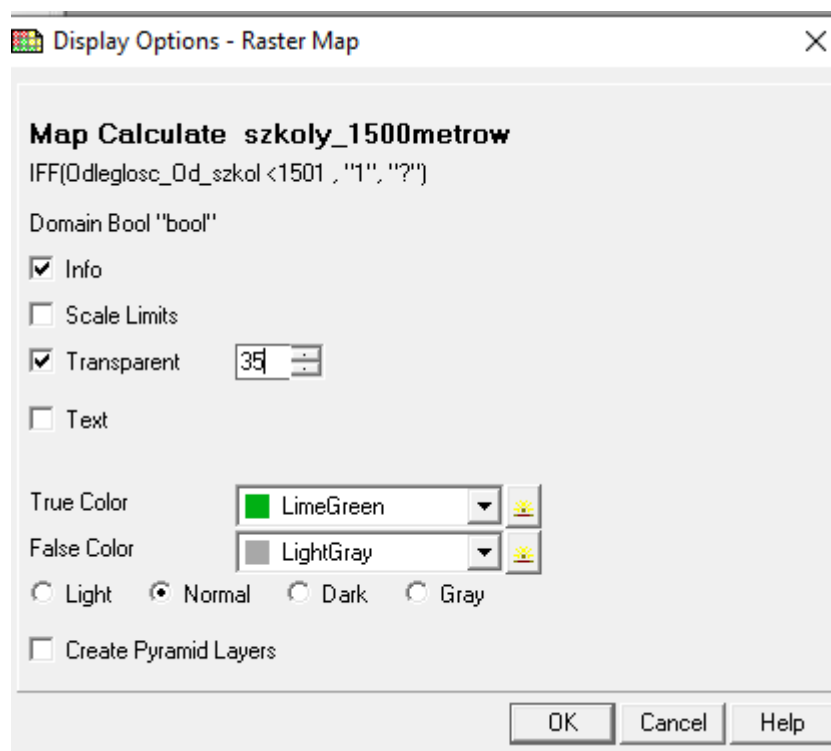 Display Options - Raster Map
Map Calculate szkoly_1500metrow
IFF(Odleglosc_Od_szkol <1501 , "1", "?")
Domain Bool "bool"
Info
Scale Limits
Transparent 35
Text
True Color LimeGreen
False Color LightGray
Light Normal Dark Gray
Create Pyramid Layers
OK Cancel Help